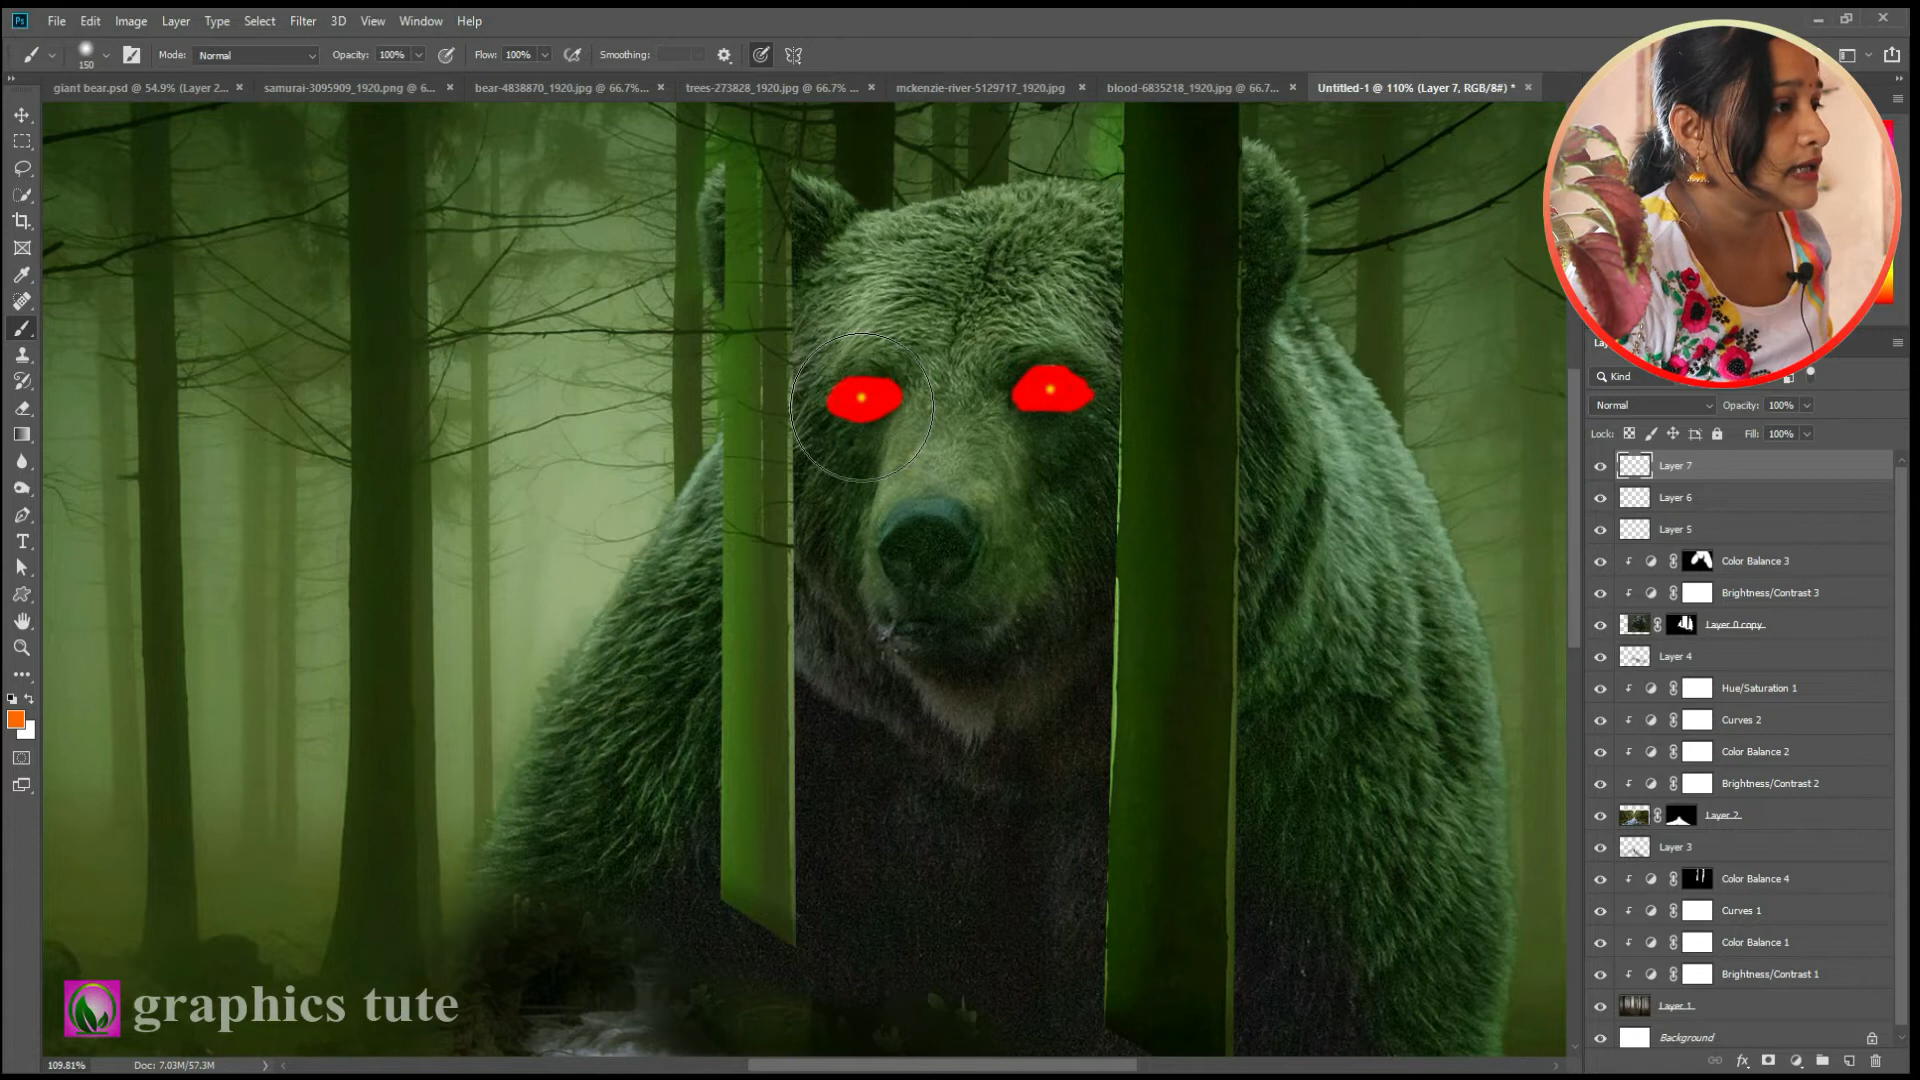 Ps File Edit Image Layer Type Select Filter 3D View Window Help
150 Mode: Normal Opacity: 100% Flow: 100% Smoothing:
giant bear.psd @ 54.9% (Layer 2... × samurai-3095909_1920.png @ 6... × bear-4838870_1920.jpg @ 66.7%... × trees-273828_1920.jpg @ 66.7% ... × mckenzie-river-5129717_1920.jpg × blood-6835218_1920.jpg @ 66.7... × Untitled-1 @ 110% (Layer 7, RGB/8#) * ×
Kind
Normal Opacity: 100%
Lock: Fill: 100%
Layer 7
Layer 6
Layer 5
Color Balance 3
Brightness/Contrast 3
Layer 0 copy
Layer 4
Hue/Saturation 1
Curves 2
Color Balance 2
Brightness/Contrast 2
Layer 2
Layer 3
Color Balance 4
Curves 1
Color Balance 1
Brightness/Contrast 1
Layer 1
Background
graphics tute
109.81% Doc: 7.03M/57.3M